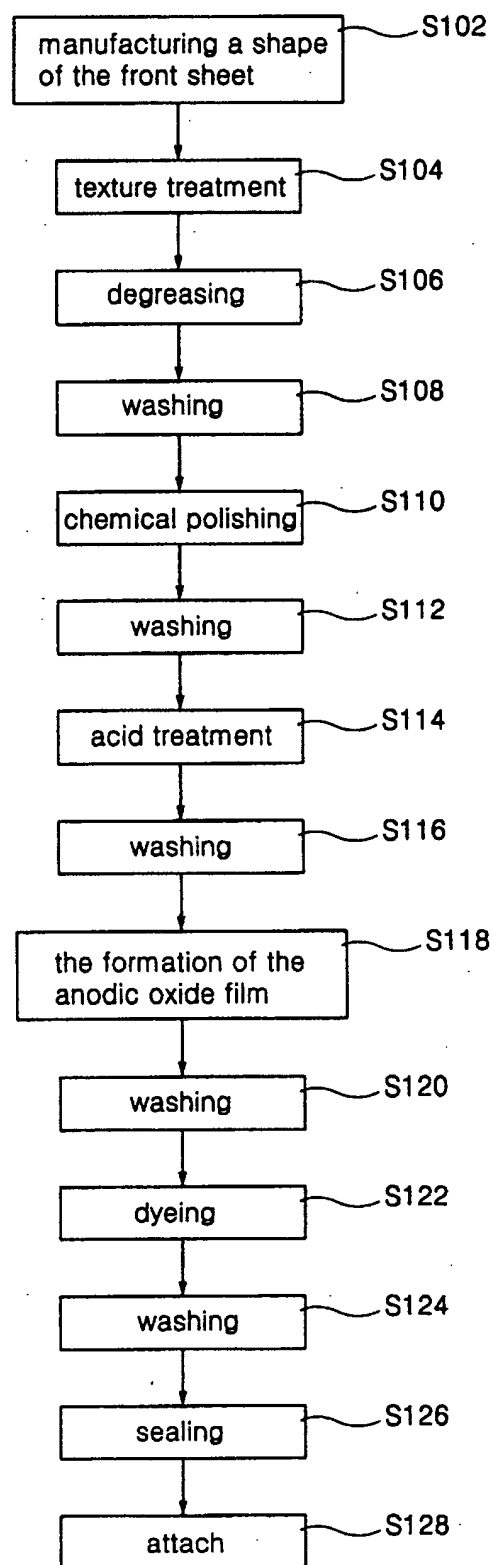 manufacturing a shape
of the front sheet
S102
texture treatment
S104
degreasing
S106
washing
S108
chemical polishing
S110
washing
S112
acid treatment
S114
washing
S116
the formation of the
anodic oxide film
S118
washing
S120
dyeing
S122
washing
S124
sealing
S126
attach
S128